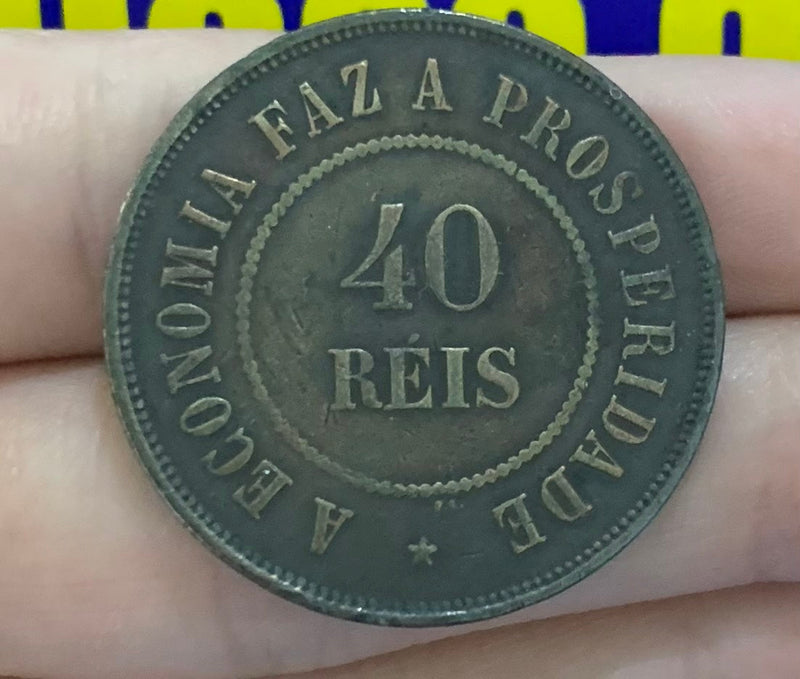 A ECONOMIA FAZ A PROSPERIDADE
40
RÉIS